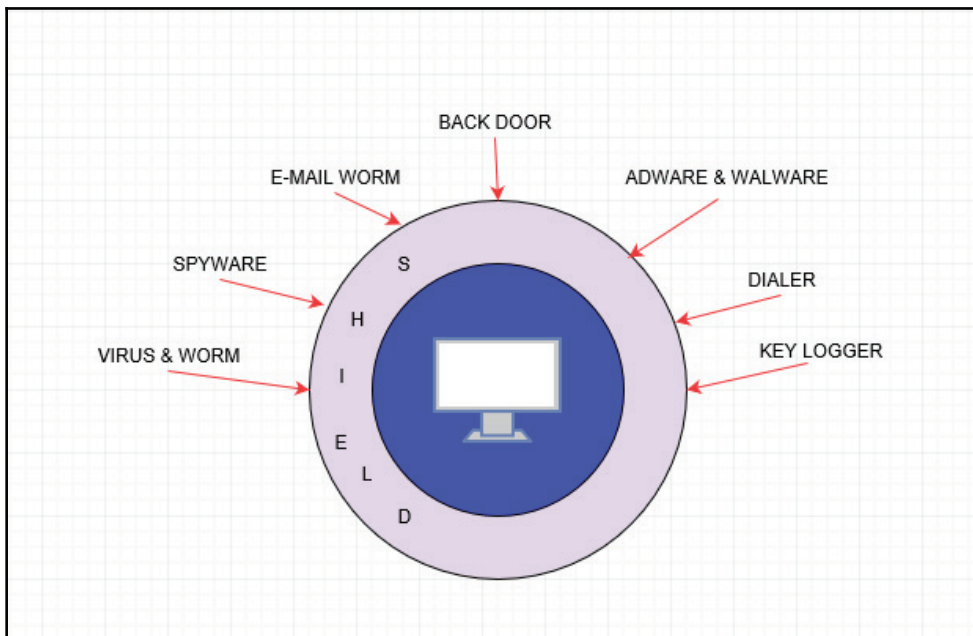 BACK DOOR
E-MAIL WORM
ADWARE & WALWARE
SPYWARE
DIALER
VIRUS & WORM
KEY LOGGER
S
H
I
E
L
D